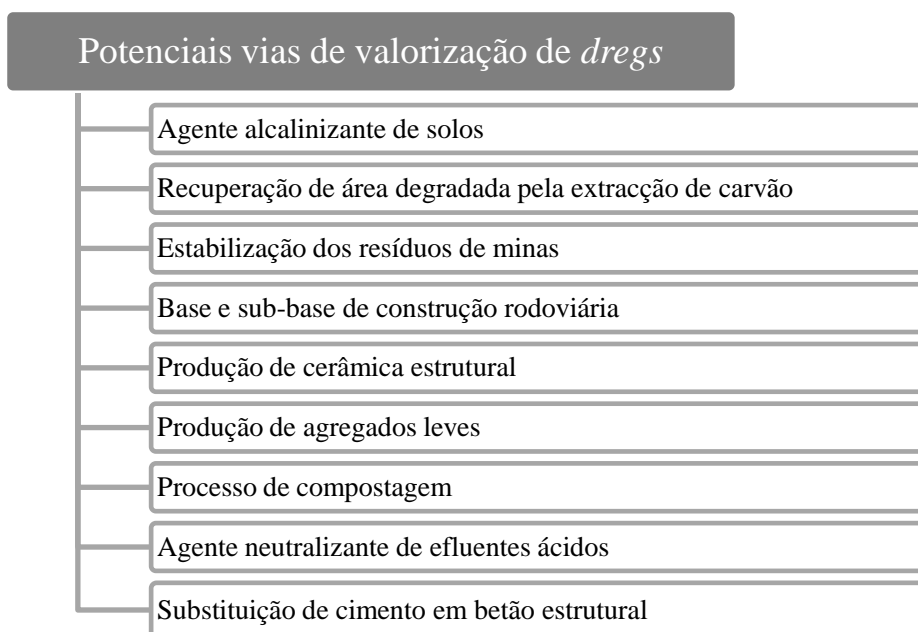 Potenciais vias de valorização de dregs
Agente alcalinizante de solos
Recuperação de área degradada pela extracção de carvão
Estabilização dos resíduos de minas
Base e sub-base de construção rodoviária
Produção de cerâmica estrutural
Produção de agregados leves
Processo de compostagem
Agente neutralizante de efluentes ácidos
Substituição de cimento em betão estrutural